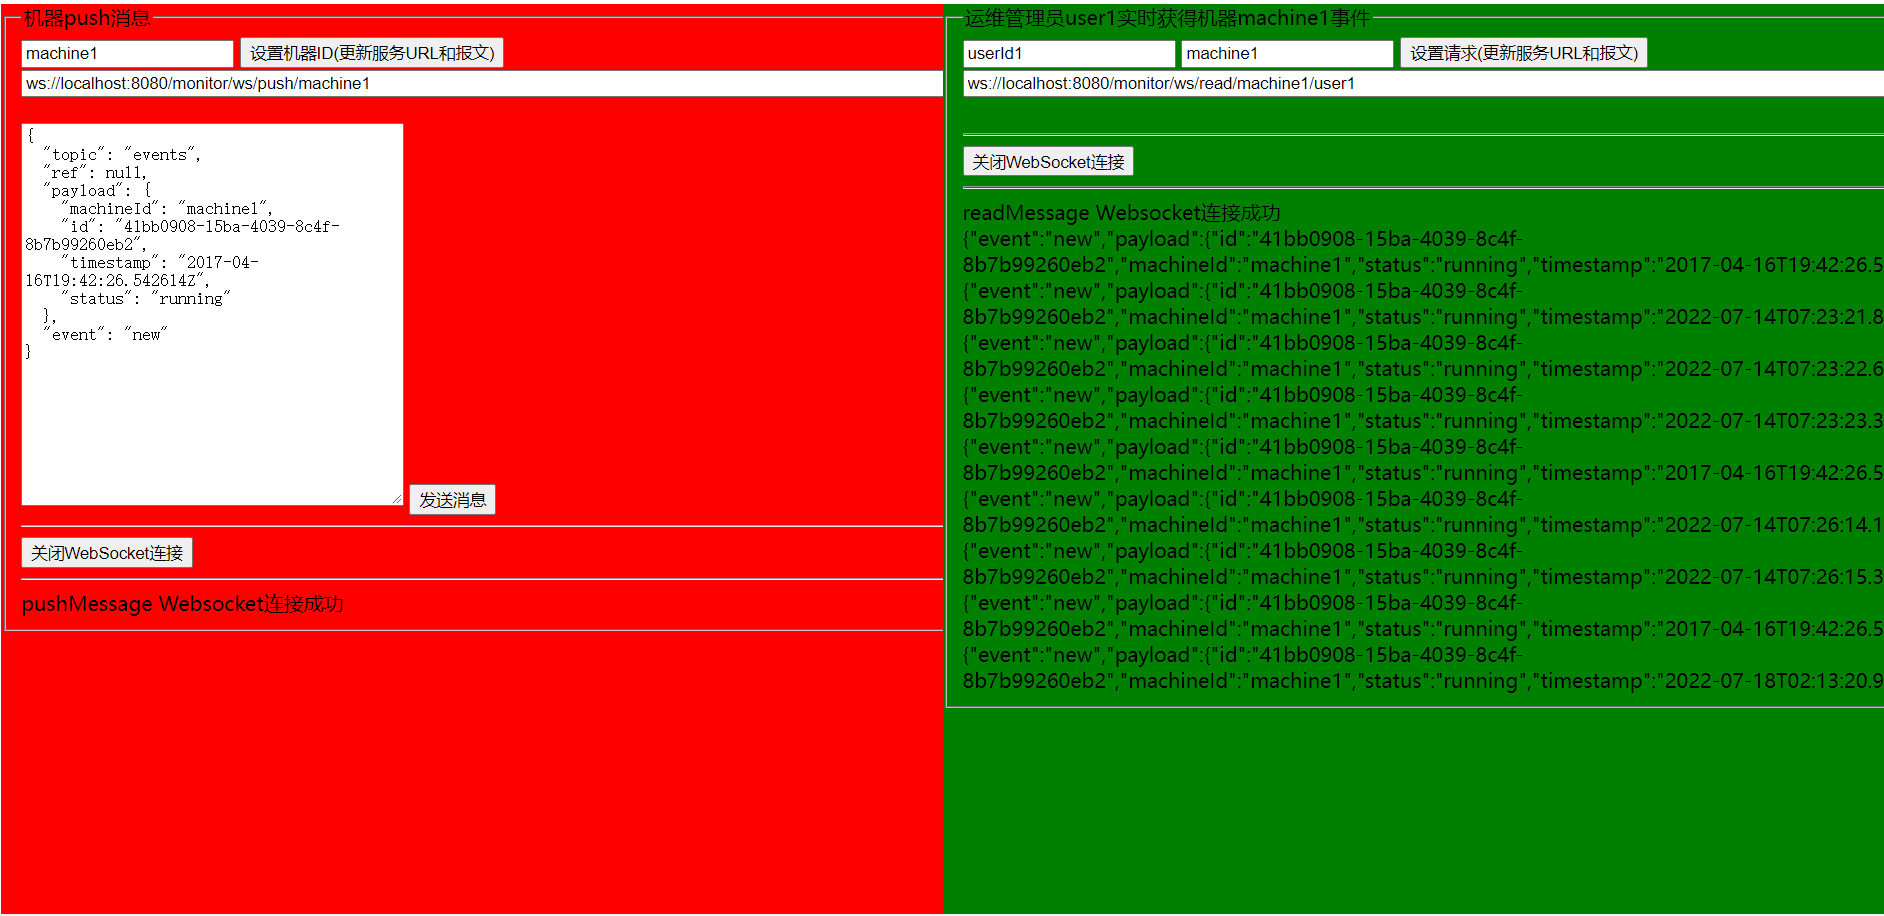 机器push消息
machine1 设置机器ID(更新服务URL和报文)
ws://localhost:8080/monitor/ws/push/machine1
{
"topic": "events",
"ref": null,
"payload": {
"machineId": "machine1",
"id": "41bb0908-15ba-4039-8c4f-
8b7b99260eb2",
"timestamp": "2017-04-
16T19:42:26.542614Z",
"status": "running"
},
"event": "new"
}
发送消息
关闭WebSocket连接
pushMessage Websocket连接成功
运维管理员user1实时获得机器machine1事件
userId1 machine1 设置请求(更新服务URL和报文)
ws://localhost:8080/monitor/ws/read/machine1/user1
关闭WebSocket连接
readMessage Websocket连接成功
{"event":"new","payload":{"id":"41bb0908-15ba-4039-8c4f-
8b7b99260eb2","machineId":"machine1","status":"running","timestamp":"2017-04-16T19:42:26.5
{"event":"new","payload":{"id":"41bb0908-15ba-4039-8c4f-
8b7b99260eb2","machineId":"machine1","status":"running","timestamp":"2022-07-14T07:23:21.8
{"event":"new","payload":{"id":"41bb0908-15ba-4039-8c4f-
8b7b99260eb2","machineId":"machine1","status":"running","timestamp":"2022-07-14T07:23:22.6
{"event":"new","payload":{"id":"41bb0908-15ba-4039-8c4f-
8b7b99260eb2","machineId":"machine1","status":"running","timestamp":"2022-07-14T07:23:23.3
{"event":"new","payload":{"id":"41bb0908-15ba-4039-8c4f-
8b7b99260eb2","machineId":"machine1","status":"running","timestamp":"2017-04-16T19:42:26.5
{"event":"new","payload":{"id":"41bb0908-15ba-4039-8c4f-
8b7b99260eb2","machineId":"machine1","status":"running","timestamp":"2022-07-14T07:26:14.1
{"event":"new","payload":{"id":"41bb0908-15ba-4039-8c4f-
8b7b99260eb2","machineId":"machine1","status":"running","timestamp":"2022-07-14T07:26:15.3
{"event":"new","payload":{"id":"41bb0908-15ba-4039-8c4f-
8b7b99260eb2","machineId":"machine1","status":"running","timestamp":"2017-04-16T19:42:26.5
{"event":"new","payload":{"id":"41bb0908-15ba-4039-8c4f-
8b7b99260eb2","machineId":"machine1","status":"running","timestamp":"2022-07-18T02:13:20.9